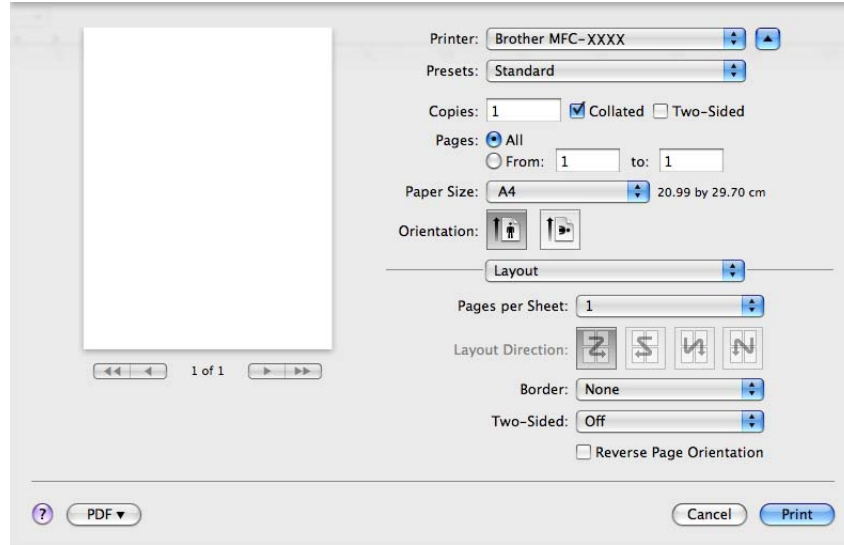 Printer: Brother MFC-XXXX
Presets: Standard
Copies: 1 Collated Two-Sided
Pages: All
From: 1 to: 1
Paper Size: A4 20.99 by 29.70 cm
Orientation:
Layout
Pages per Sheet: 1
Layout Direction:
1 of 1
Border: None
Two-Sided: Off
Reverse Page Orientation
? PDF▼ Cancel Print